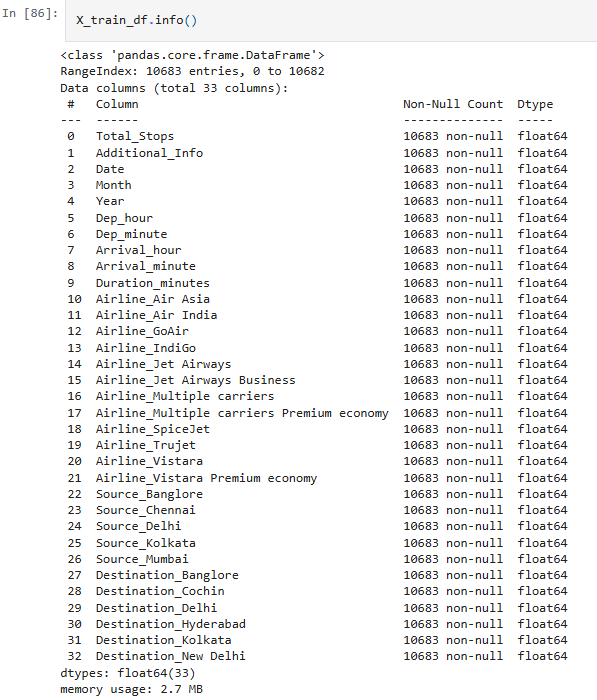 In [86]: X_train_df.info()
<class 'pandas.core.frame.DataFrame'>
RangeIndex: 10683 entries, 0 to 10682
Data columns (total 33 columns):
 #   Column                                 Non-Null Count  Dtype
---  ------                                 --------------  -----
 0   Total_Stops                            10683 non-null  float64
 1   Additional_Info                        10683 non-null  float64
 2   Date                                   10683 non-null  float64
 3   Month                                  10683 non-null  float64
 4   Year                                   10683 non-null  float64
 5   Dep_hour                               10683 non-null  float64
 6   Dep_minute                             10683 non-null  float64
 7   Arrival_hour                           10683 non-null  float64
 8   Arrival_minute                         10683 non-null  float64
 9   Duration_minutes                       10683 non-null  float64
 10  Airline_Air Asia                       10683 non-null  float64
 11  Airline_Air India                      10683 non-null  float64
 12  Airline_GoAir                          10683 non-null  float64
 13  Airline_IndiGo                         10683 non-null  float64
 14  Airline_Jet Airways                    10683 non-null  float64
 15  Airline_Jet Airways Business           10683 non-null  float64
 16  Airline_Multiple carriers              10683 non-null  float64
 17  Airline_Multiple carriers Premium economy  10683 non-null  float64
 18  Airline_SpiceJet                       10683 non-null  float64
 19  Airline_Trujet                         10683 non-null  float64
 20  Airline_Vistara                        10683 non-null  float64
 21  Airline_Vistara Premium economy        10683 non-null  float64
 22  Source_Banglore                        10683 non-null  float64
 23  Source_Chennai                         10683 non-null  float64
 24  Source_Delhi                           10683 non-null  float64
 25  Source_Kolkata                         10683 non-null  float64
 26  Source_Mumbai                          10683 non-null  float64
 27  Destination_Banglore                   10683 non-null  float64
 28  Destination_Cochin                     10683 non-null  float64
 29  Destination_Delhi                      10683 non-null  float64
 30  Destination_Hyderabad                  10683 non-null  float64
 31  Destination_Kolkata                    10683 non-null  float64
 32  Destination_New Delhi                  10683 non-null  float64
dtypes: float64(33)
memory usage: 2.7 MB